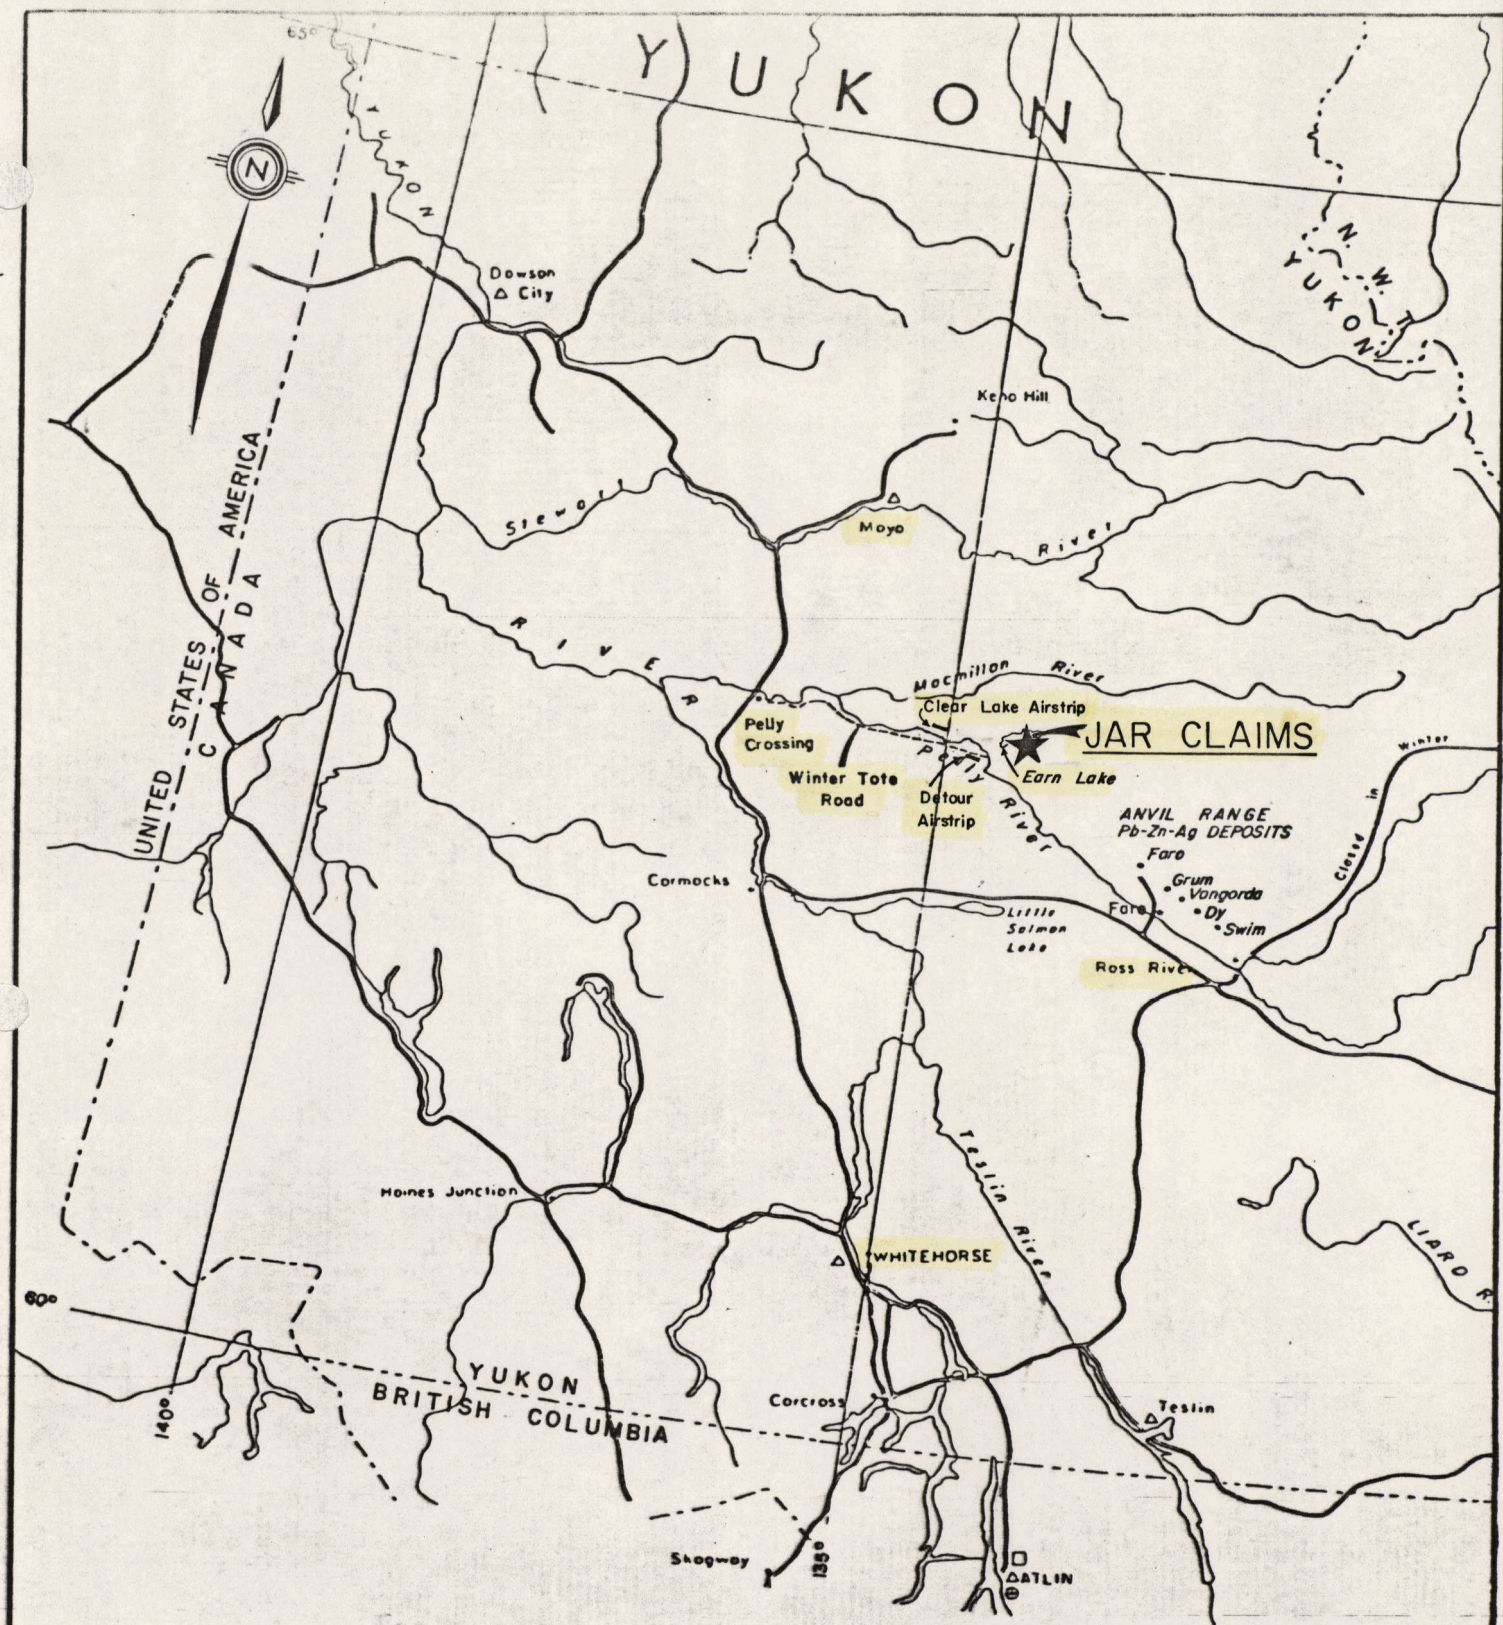 65°
YUKON
N
YUKON
N.W.T.
YUKON
Dawson
City
Keno Hill
UNITED STATES OF AMERICA
CANADA
Stewart
Mayo
River
RIVER
Macmillan River
Clear Lake Airstrip
Pelly
Crossing
JAR CLAIMS
Winter Tote
Road
Pelly River
Earn Lake
Detour
Airstrip
Closed in Winter
ANVIL RANGE
Pb-Zn-Ag DEPOSITS
Faro
Grum
Vangorda
Dy
Swim
Carmacks
Faro
Little
Salmon
Lake
Ross River
Teslin River
Haines Junction
WHITEHORSE
LIARD R.
60°
140°
YUKON
BRITISH COLUMBIA
Carcross
Teslin
Skagway
135°
ATLIN